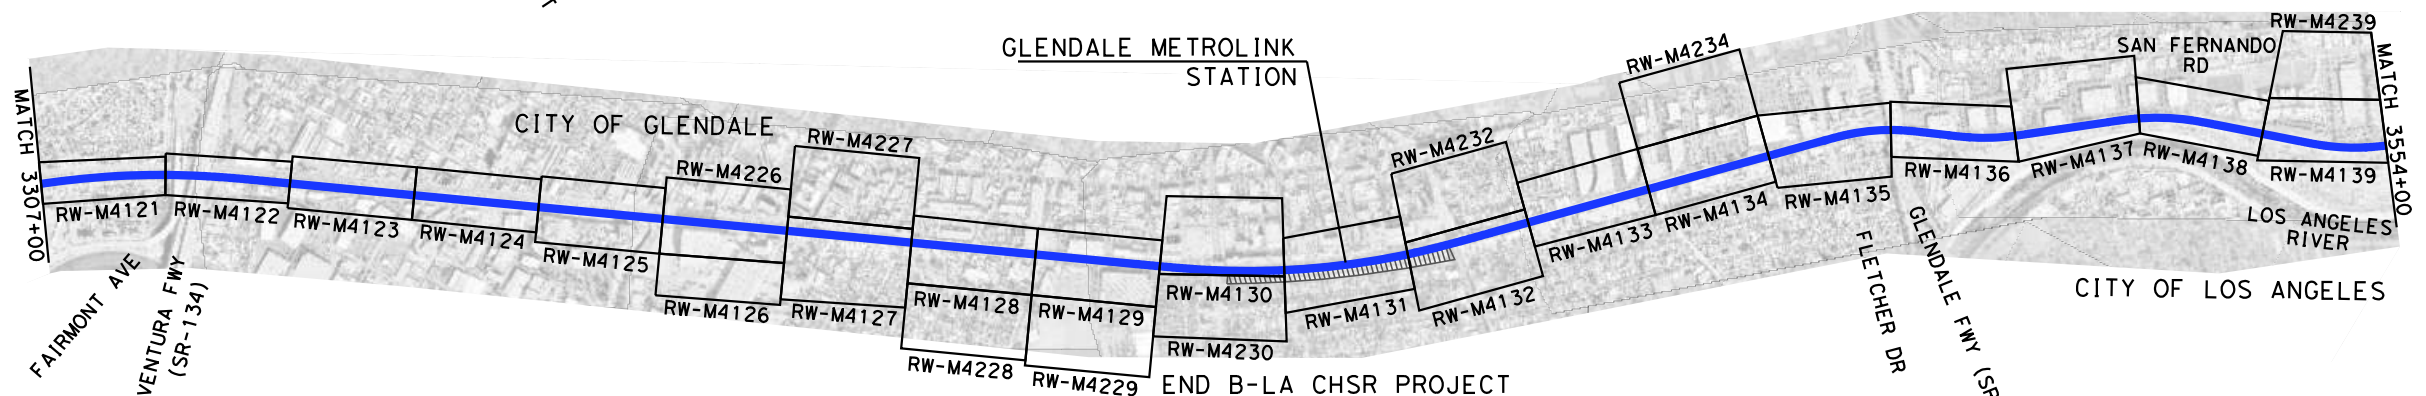 RW-M4239
GLENDALE METROLINK
STATION
RW-M4234
SAN FERNANDO
RD
MATCH 3307+00
MATCH 3554+00
CITY OF GLENDALE
RW-M4227
RW-M4232
RW-M4226
RW-M4121
RW-M4122
RW-M4123
RW-M4124
RW-M4125
RW-M4126
RW-M4127
RW-M4128
RW-M4129
RW-M4130
RW-M4131
RW-M4132
RW-M4133
RW-M4134
RW-M4135
RW-M4136
RW-M4137
RW-M4138
RW-M4139
LOS ANGELES
RIVER
RW-M4228
RW-M4229
RW-M4230
FAIRMONT AVE
VENTURA FWY
(SR-134)
END B-LA CHSR PROJECT
FLETCHER DR
GLENDALE FWY (SR
CITY OF LOS ANGELES